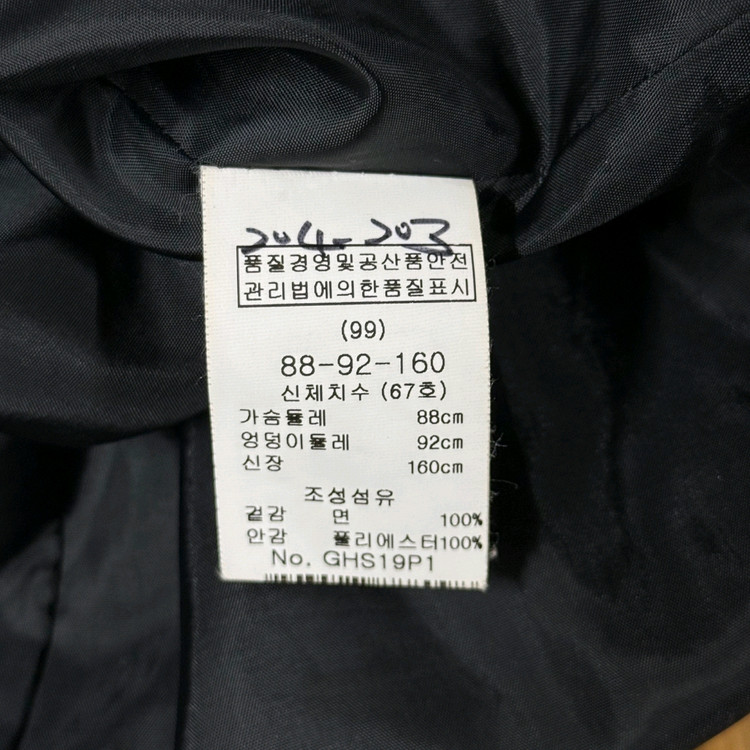 204-203
품질경영및공산품안전
관리법에의한품질표시
(99)
88-92-160
신체치수 (67호)
가슴둘레 88cm
엉덩이둘레 92cm
신장 160cm
조성섬유
겉감 면 100%
안감 폴리에스터100%
No. GHS19P1